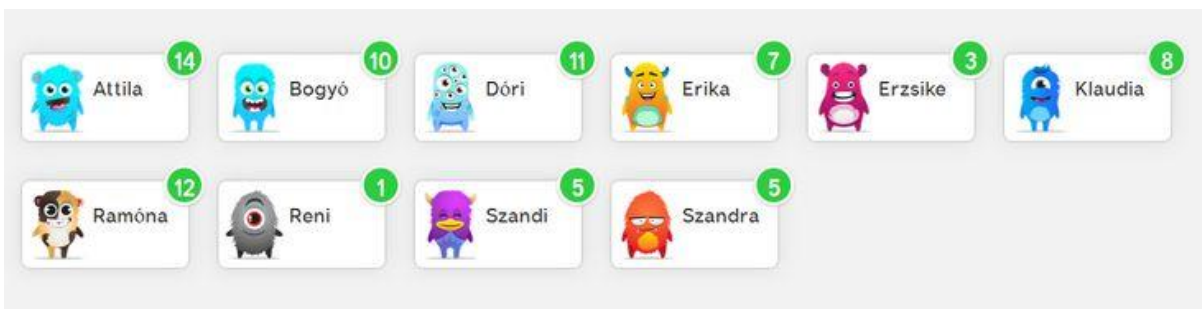 14 10 11 7 3 8
Attila Bogyó Dóri Erika Erzsike Klaudia
12 1 5 5
Ramóna Reni Szandi Szandra